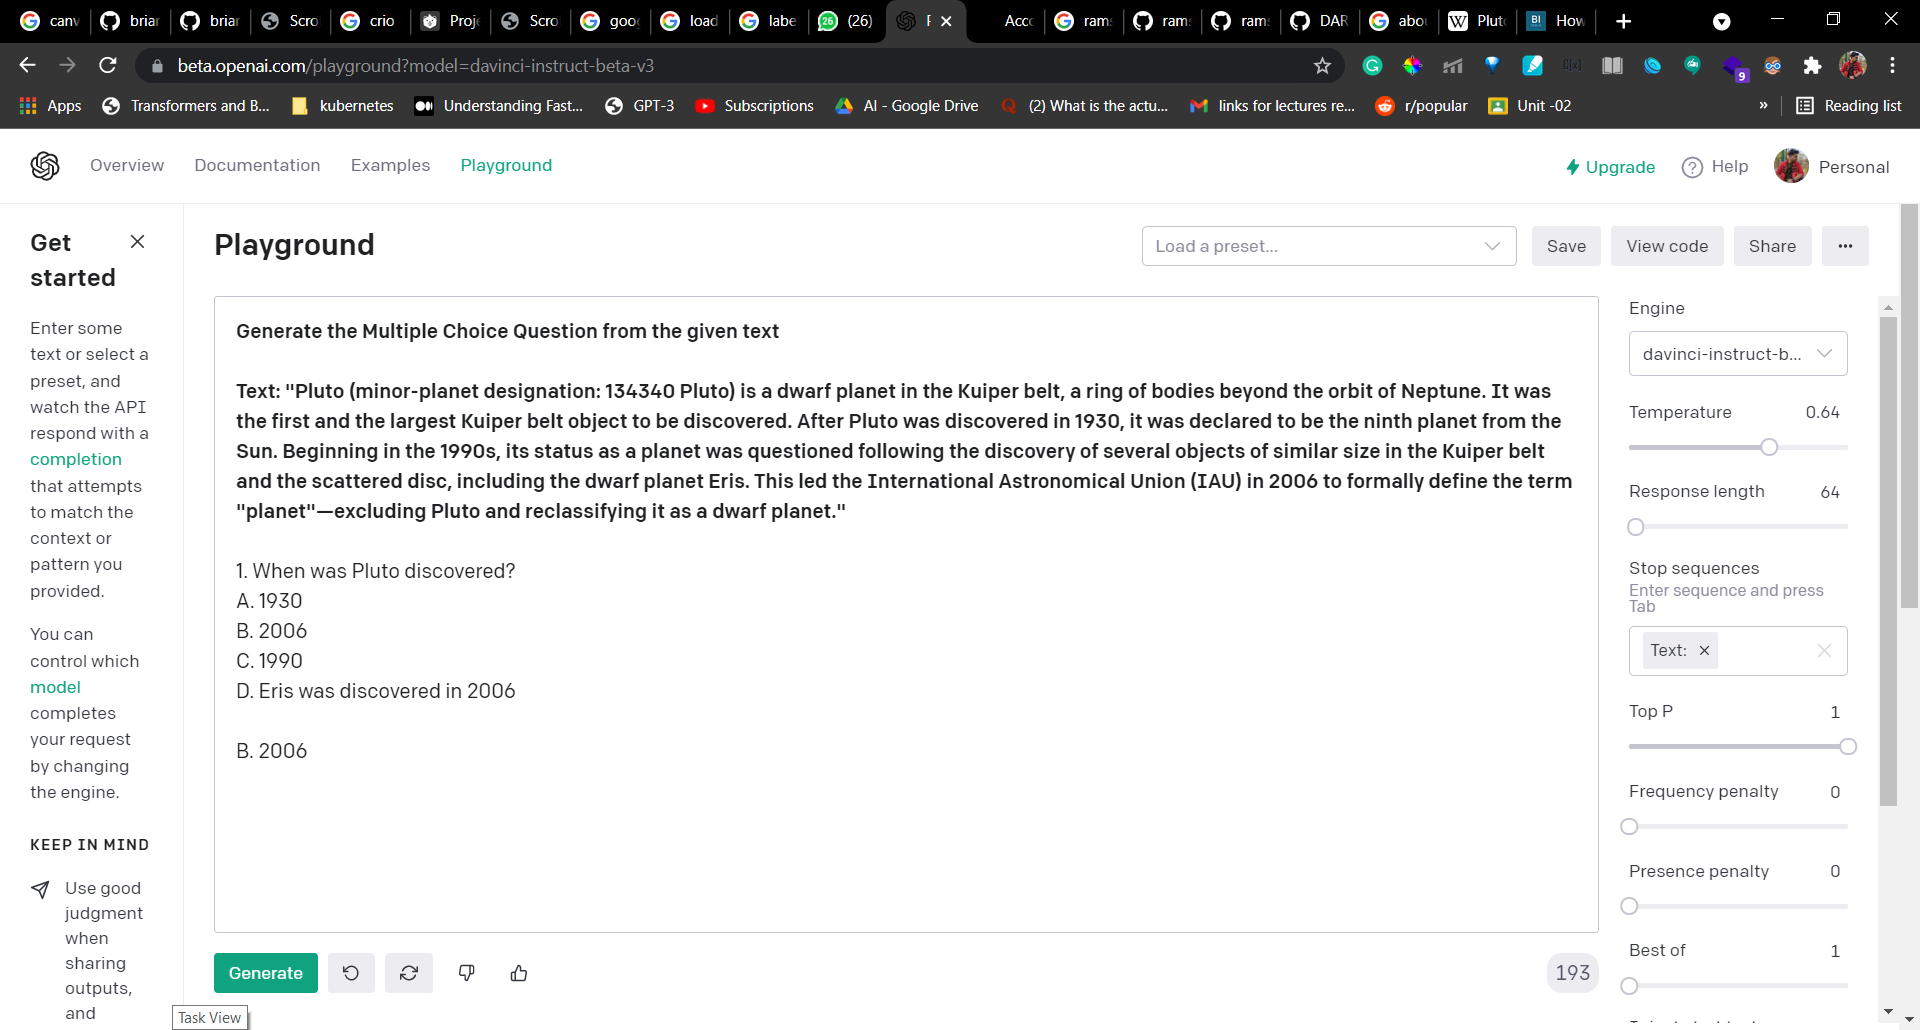 canv
briar
briar
Scro
crio
Proje
Scro
goog
load
labe
(26)
P
Acco
rams
rams
rams
DAR
abou
Plut
How
beta.openai.com/playground?model=davinci-instruct-beta-v3
9
Apps
Transformers and B...
kubernetes
Understanding Fast...
GPT-3
Subscriptions
AI - Google Drive
(2) What is the actu...
links for lectures re...
r/popular
Unit -02
»
Reading list
Overview
Documentation
Examples
Playground
Upgrade
Help
Personal
Get
started
Enter some
text or select a
preset, and
watch the API
respond with a
completion
that attempts
to match the
context or
pattern you
provided.
You can
control which
model
completes
your request
by changing
the engine.
KEEP IN MIND
Use good
judgment
when
sharing
outputs,
and
Task View
Playground
Load a preset...
Save
View code
Share
...
Generate the Multiple Choice Question from the given text
Text: "Pluto (minor-planet designation: 134340 Pluto) is a dwarf planet in the Kuiper belt, a ring of bodies beyond the orbit of Neptune. It was
the first and the largest Kuiper belt object to be discovered. After Pluto was discovered in 1930, it was declared to be the ninth planet from the
Sun. Beginning in the 1990s, its status as a planet was questioned following the discovery of several objects of similar size in the Kuiper belt
and the scattered disc, including the dwarf planet Eris. This led the International Astronomical Union (IAU) in 2006 to formally define the term
"planet"—excluding Pluto and reclassifying it as a dwarf planet."
1. When was Pluto discovered?
A. 1930
B. 2006
C. 1990
D. Eris was discovered in 2006
B. 2006
Generate
193
Engine
davinci-instruct-b...
Temperature 0.64
Response length 64
Stop sequences
Enter sequence and press
Tab
Text:
Top P 1
Frequency penalty 0
Presence penalty 0
Best of 1